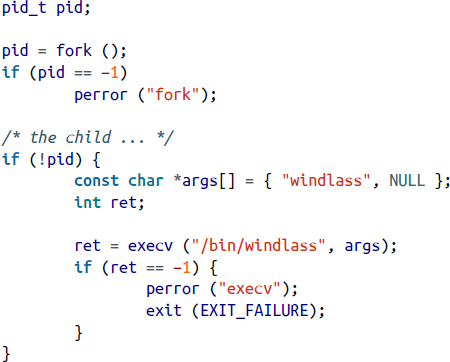 pid_t pid;

pid = fork ();
if (pid == -1)
        perror ("fork");

/* the child ... */
if (!pid) {
        const char *args[] = { "windlass", NULL };
        int ret;

        ret = execv ("/bin/windlass", args);
        if (ret == -1) {
                perror ("execv");
                exit (EXIT_FAILURE);
        }
}